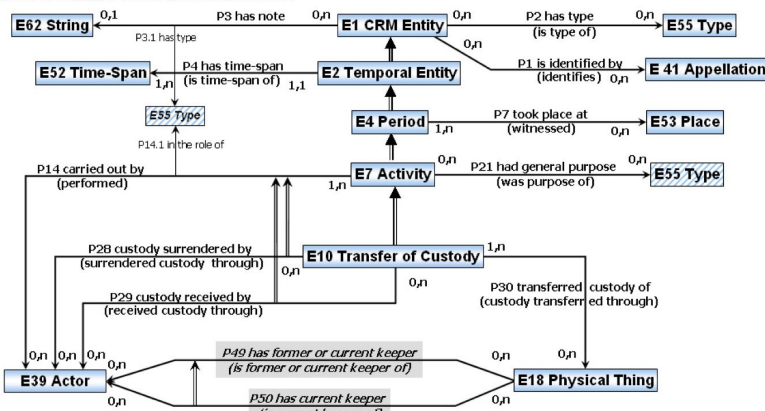 E62 String
0,1
P3 has note
0,n
E1 CRM Entity
0,n
P2 has type
(is type of)
0,n
E55 Type
P3.1 has type
0,n
P1 is identified by
(identifies)
0,n
E 41 Appellation
E52 Time-Span
1,n
P4 has time-span
(is time-span of)
1,1
E2 Temporal Entity
E55 Type
E4 Period
1,n
P7 took place at
(witnessed)
0,n
E53 Place
P14.1 in the role of
P14 carried out by
(performed)
1,n
E7 Activity
0,n
P21 had general purpose
(was purpose of)
0,n
E55 Type
P28 custody surrendered by
(surrendered custody through)
0,n
E10 Transfer of Custody
1,n
0,n
P29 custody received by
(received custody through)
P30 transferred custody of
(custody transferred through)
0,n
0,n
0,n
0,n
0,n
P49 has former or current keeper
(is former or current keeper of)
0,n
E39 Actor
E18 Physical Thing
0,n
P50 has current keeper
0,n